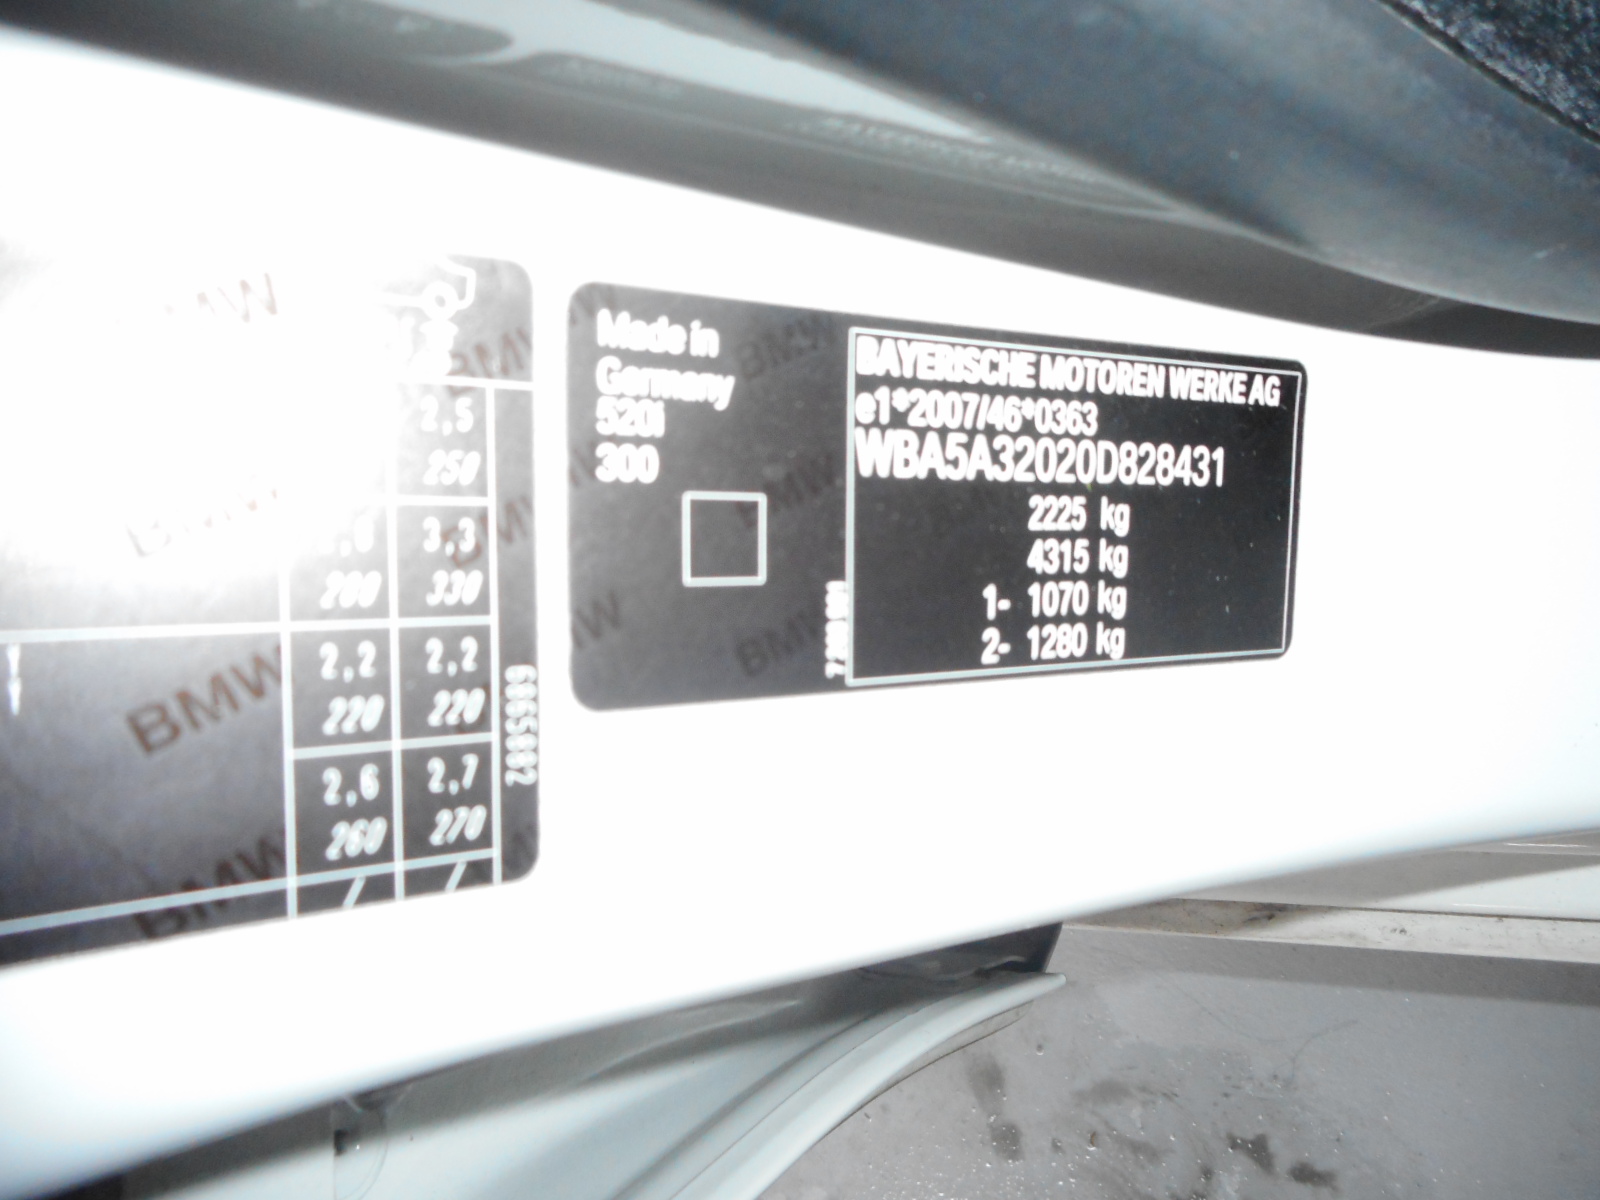 2,5
250
3,3
200 330
2,2 2,2
220 220
2,6 2,7
260 270
/ /
6865882
BMW
Made in
Germany
520i
300
BAYERISCHE MOTOREN WERKE AG
e1*2007/46*0363
WBA5A32020D828431
2225 kg
4315 kg
1- 1070 kg
2- 1280 kg